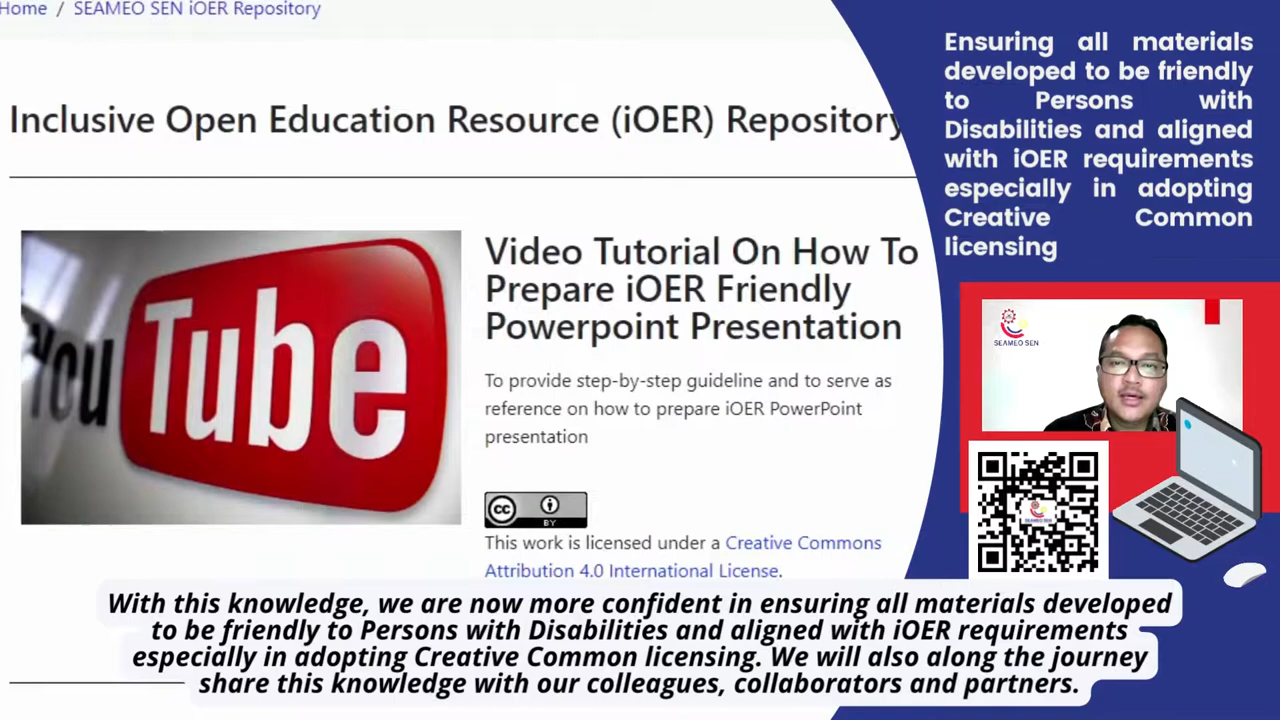 Home / SEAMEO SEN iOER Repository
Inclusive Open Education Resource (iOER) Repository
You Tube
Video Tutorial On How To
Prepare iOER Friendly
Powerpoint Presentation
To provide step-by-step guideline and to serve as
reference on how to prepare iOER PowerPoint
presentation
CC BY
This work is licensed under a Creative Commons
Attribution 4.0 International License.
Ensuring all materials
developed to be friendly
to Persons with
Disabilities and aligned
with iOER requirements
especially in adopting
Creative Common
licensing
SEAMEO SEN
SEAMEO SEN
With this knowledge, we are now more confident in ensuring all materials developed
to be friendly to Persons with Disabilities and aligned with iOER requirements
especially in adopting Creative Common licensing. We will also along the journey
share this knowledge with our colleagues, collaborators and partners.